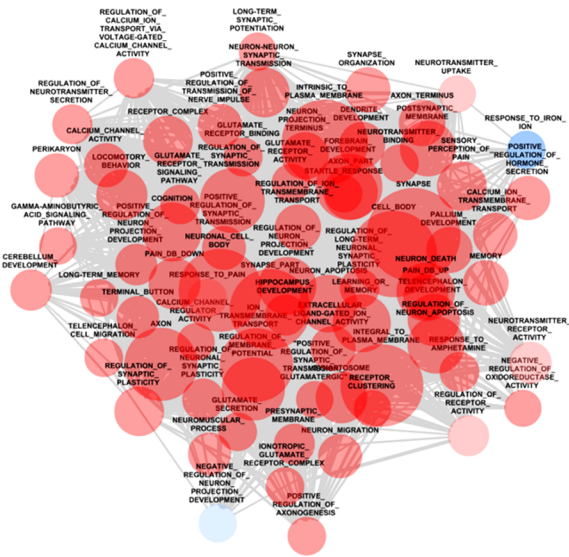 REGULATION_OF_
CALCIUM_ION_
TRANSPORT_VIA_
VOLTAGE-GATED_
CALCIUM_CHANNEL_
ACTIVITY
LONG-TERM_
SYNAPTIC_
POTENTIATION
NEURON-NEURON_
SYNAPTIC_
TRANSMISSION
SYNAPSE_
ORGANIZATION
NEUROTRANSMITTER_
UPTAKE
REGULATION_OF_
NEUROTRANSMITTER_
SECRETION
POSITIVE_
REGULATION_OF_
TRANSMISSION_OF_
NERVE_IMPULSE
INTRINSIC_TO_
PLASMA_MEMBRANE
AXON_TERMINUS
RECEPTOR_COMPLEX
NEURON_
PROJECTION_
TERMINUS
DENDRITE_
DEVELOPMENT
POSTSYNAPTIC_
MEMBRANE
RESPONSE_TO_IRON_
ION
CALCIUM_CHANNEL_
ACTIVITY
GLUTAMATE_
RECEPTOR_BINDING
NEUROTRANSMITTER_
BINDING
SENSORY_
PERCEPTION_OF_
PAIN
POSITIVE_
REGULATION_OF_
HORMONE_
SECRETION
PERIKARYON
LOCOMOTORY_
BEHAVIOR
GLUTAMATE_
RECEPTOR_
SIGNALING_
PATHWAY
REGULATION_OF_
SYNAPTIC_
TRANSMISSION
GLUTAMATE_
RECEPTOR_
ACTIVITY
FOREBRAIN_
DEVELOPMENT
AXON_PART
STARTLE_RESPONSE
REGULATION_OF_ION_
TRANSMEMBRANE_
TRANSPORT
SYNAPSE
CALCIUM_ION_
TRANSMEMBRANE_
TRANSPORT
COGNITION
GAMMA-AMINOBUTYRIC_
ACID_SIGNALING_
PATHWAY
POSITIVE_
REGULATION_OF_
NEURON_
PROJECTION_
DEVELOPMENT
POSITIVE_
REGULATION_OF_
SYNAPTIC_
TRANSMISSION
CELL_BODY
PALLIUM_
DEVELOPMENT
NEURONAL_CELL_
BODY
REGULATION_OF_
NEURON_
PROJECTION_
DEVELOPMENT
REGULATION_OF_
LONG-TERM_
NEURONAL_
SYNAPTIC_
PLASTICITY
CEREBELLUM_
DEVELOPMENT
PAIN_DB_DOWN
MEMORY
NEURON_DEATH
PAIN_DB_UP
TELENCEPHALON_
DEVELOPMENT
LONG-TERM_MEMORY
RESPONSE_TO_PAIN
SYNAPSE_PART
NEURON_APOPTOSIS
HIPPOCAMPUS_
DEVELOPMENT
LEARNING_OR_
MEMORY
TERMINAL_BUTTON
CALCIUM_CHANNEL_
REGULATOR_
ACTIVITY
ION_
TRANSMEMBRANE_
TRANSPORT
EXTRACELLULAR_
LIGAND-GATED_ION_
CHANNEL_ACTIVITY
REGULATION_OF_
NEURON_APOPTOSIS
TELENCEPHALON_
CELL_MIGRATION
AXON
NEUROTRANSMITTER_
RECEPTOR_
ACTIVITY
INTEGRAL_TO_
PLASMA_MEMBRANE
RESPONSE_TO_
AMPHETAMINE
REGULATION_OF_
MEMBRANE_
POTENTIAL
REGULATION_OF_
NEURONAL_
SYNAPTIC_
PLASTICITY
"POSITIVE_
REGULATION_OF_
SYNAPTIC_
GLUTAMATERGIC"
REGULATION_OF_
SYNAPTIC_
PLASTICITY
RECEPTOR_
CLUSTERING
NEGATIVE_
REGULATION_OF_
OXIDOREDUCTASE_
ACTIVITY
GLUTAMATE_
SECRETION
REGULATION_OF_
RECEPTOR_
ACTIVITY
NEUROMUSCULAR_
PROCESS
PRESYNAPTIC_
MEMBRANE
NEURON_MIGRATION
IONOTROPIC_
GLUTAMATE_
RECEPTOR_COMPLEX
NEGATIVE_
REGULATION_OF_
NEURON_
PROJECTION_
DEVELOPMENT
POSITIVE_
REGULATION_OF_
AXONOGENESIS